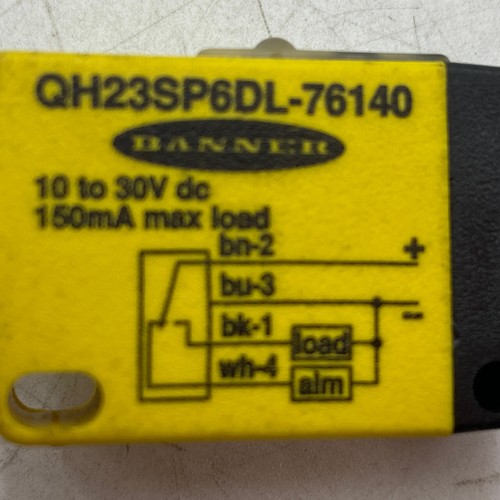 QH23SP6DL-76140
BANNER
10 to 30V dc
150mA max load
bn-2 +
bu-3 −
bk-1 load
wh-4 alm